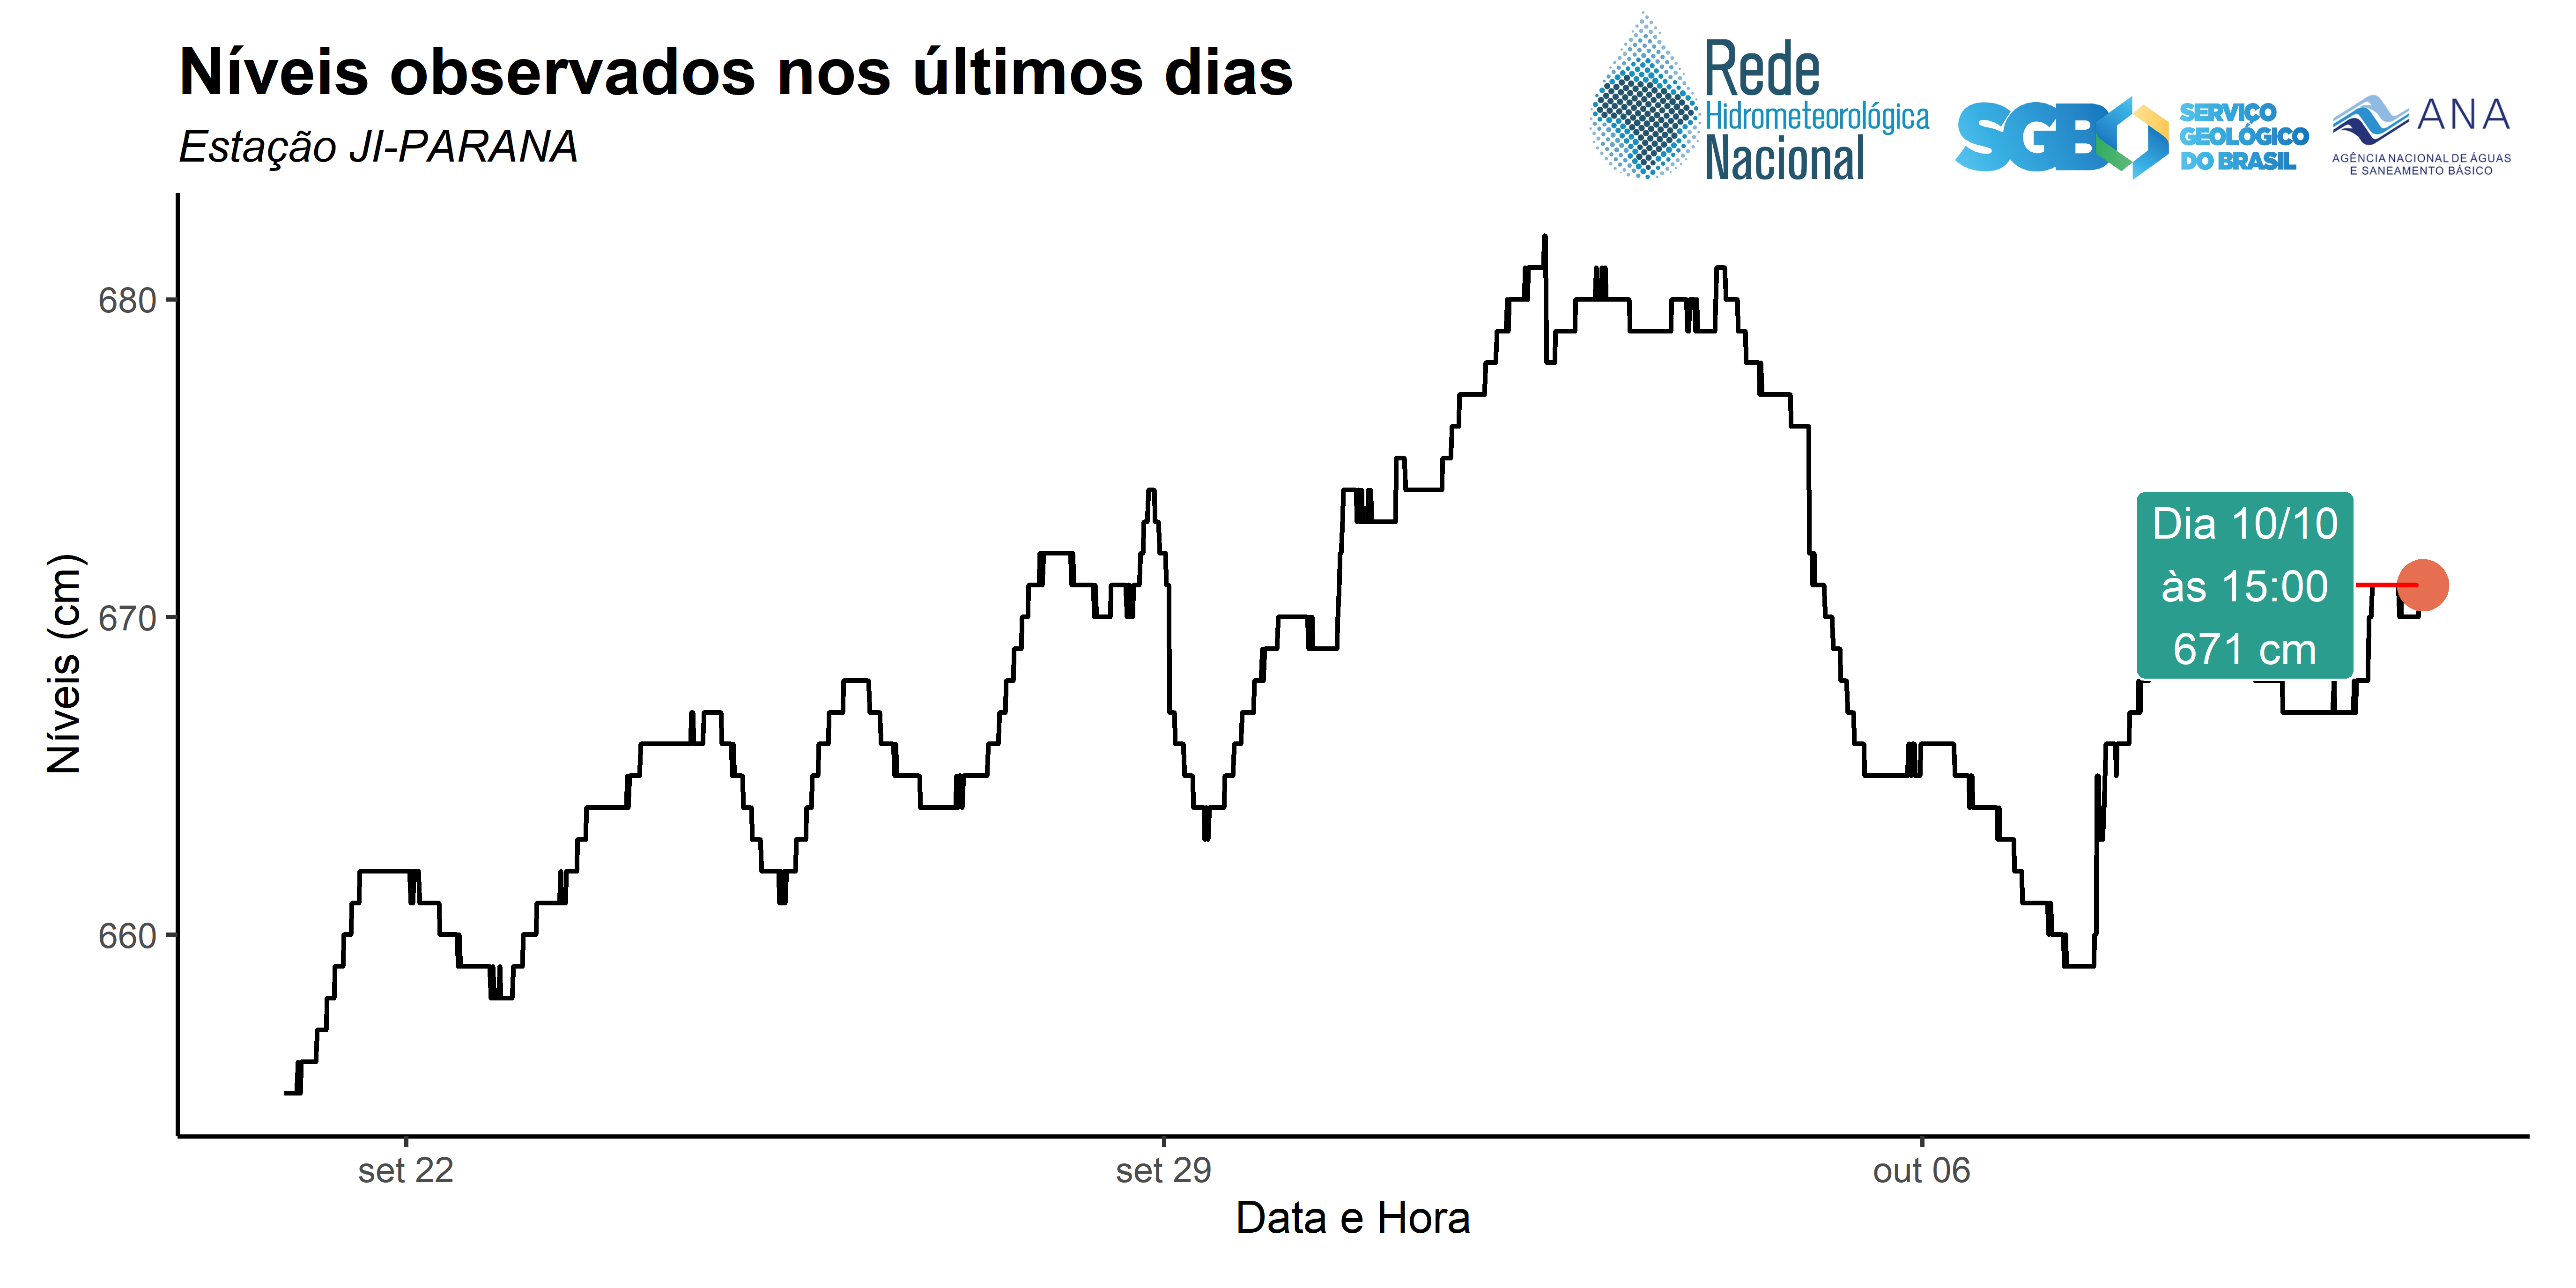 Níveis observados nos últimos dias
Estação JI-PARANA
Rede
Hidrometeorológica
Nacional
SGB
SERVIÇO
GEOLÓGICO
DO BRASIL
ANA
AGÊNCIA NACIONAL DE ÁGUAS
E SANEAMENTO BÁSICO
Níveis (cm)
680
670
660
Dia 10/10
às 15:00
671 cm
set 22
set 29
out 06
Data e Hora